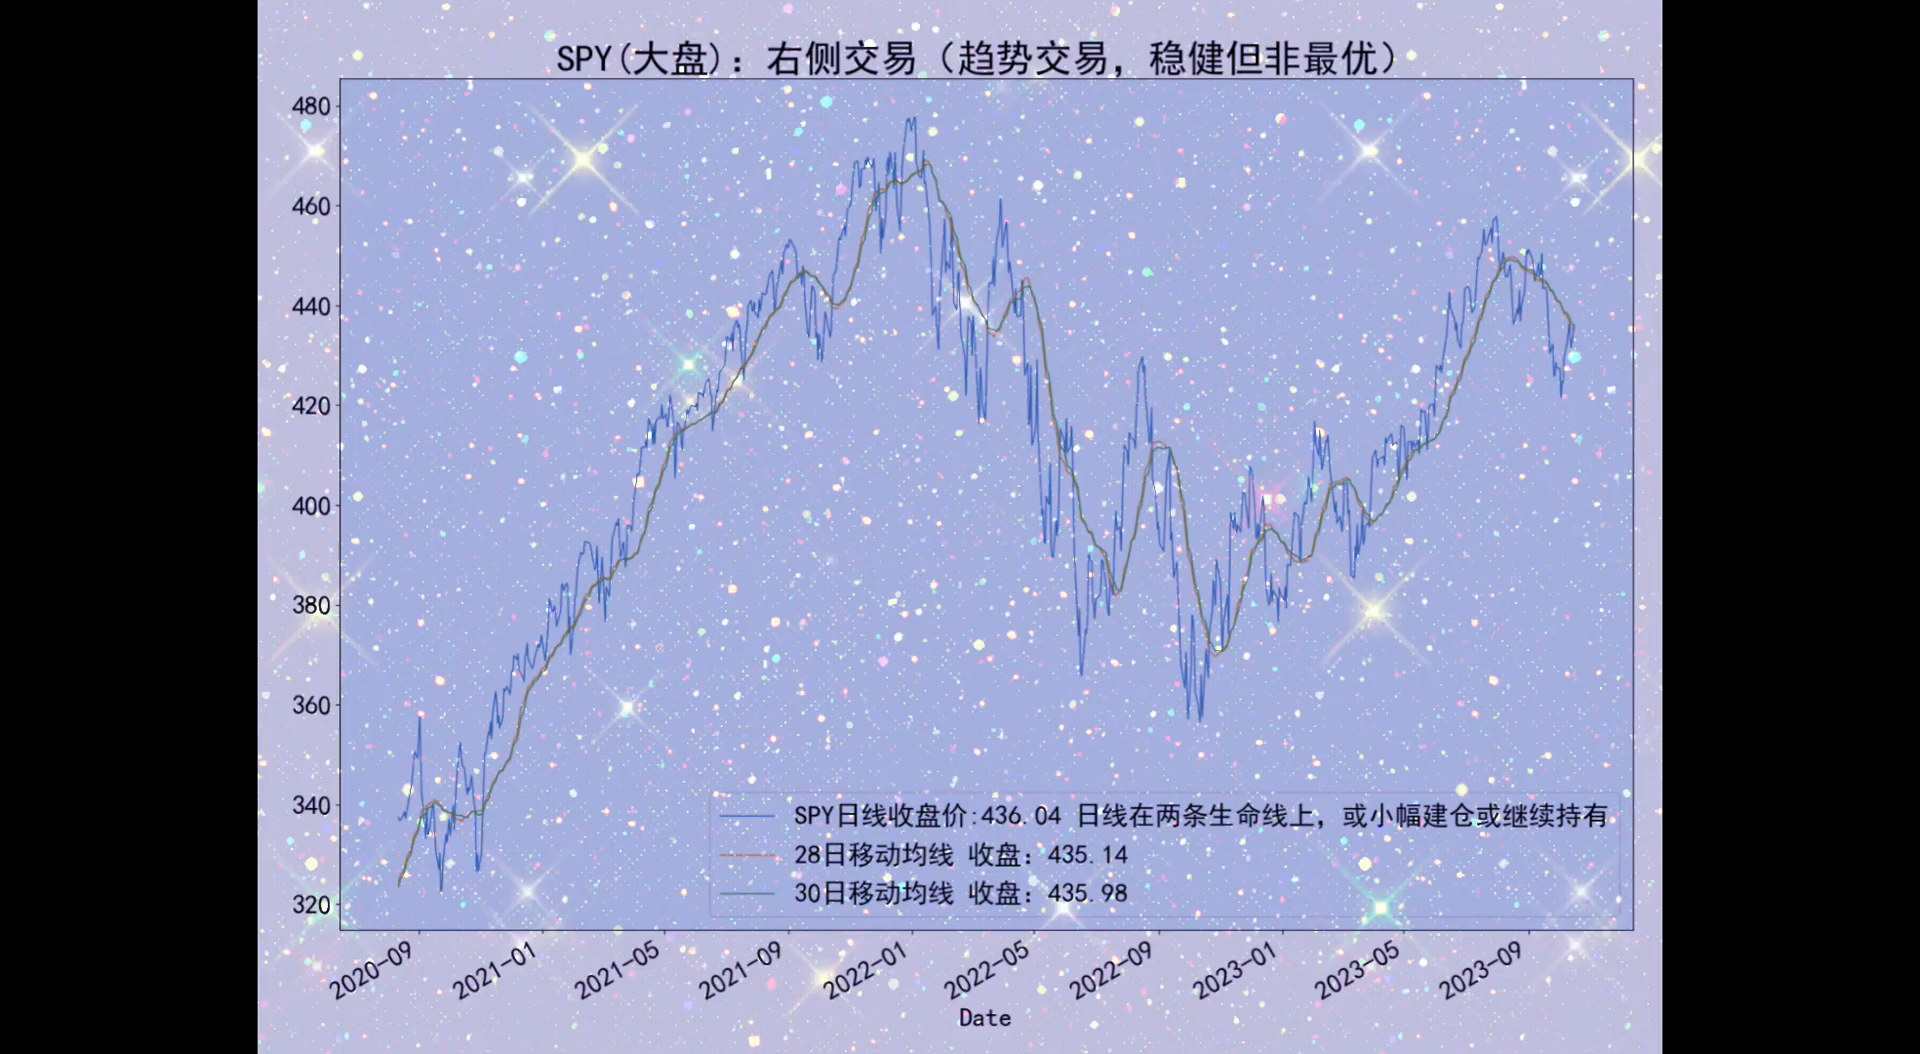 SPY(大盘)：右侧交易（趋势交易，稳健但非最优）
480
460
440
420
400
380
360
340
320
SPY日线收盘价:436.04 日线在两条生命线上，或小幅建仓或继续持有
28日移动均线 收盘：435.14
30日移动均线 收盘：435.98
2020-09 2021-01 2021-05 2021-09 2022-01 2022-05 2022-09 2023-01 2023-05 2023-09
Date